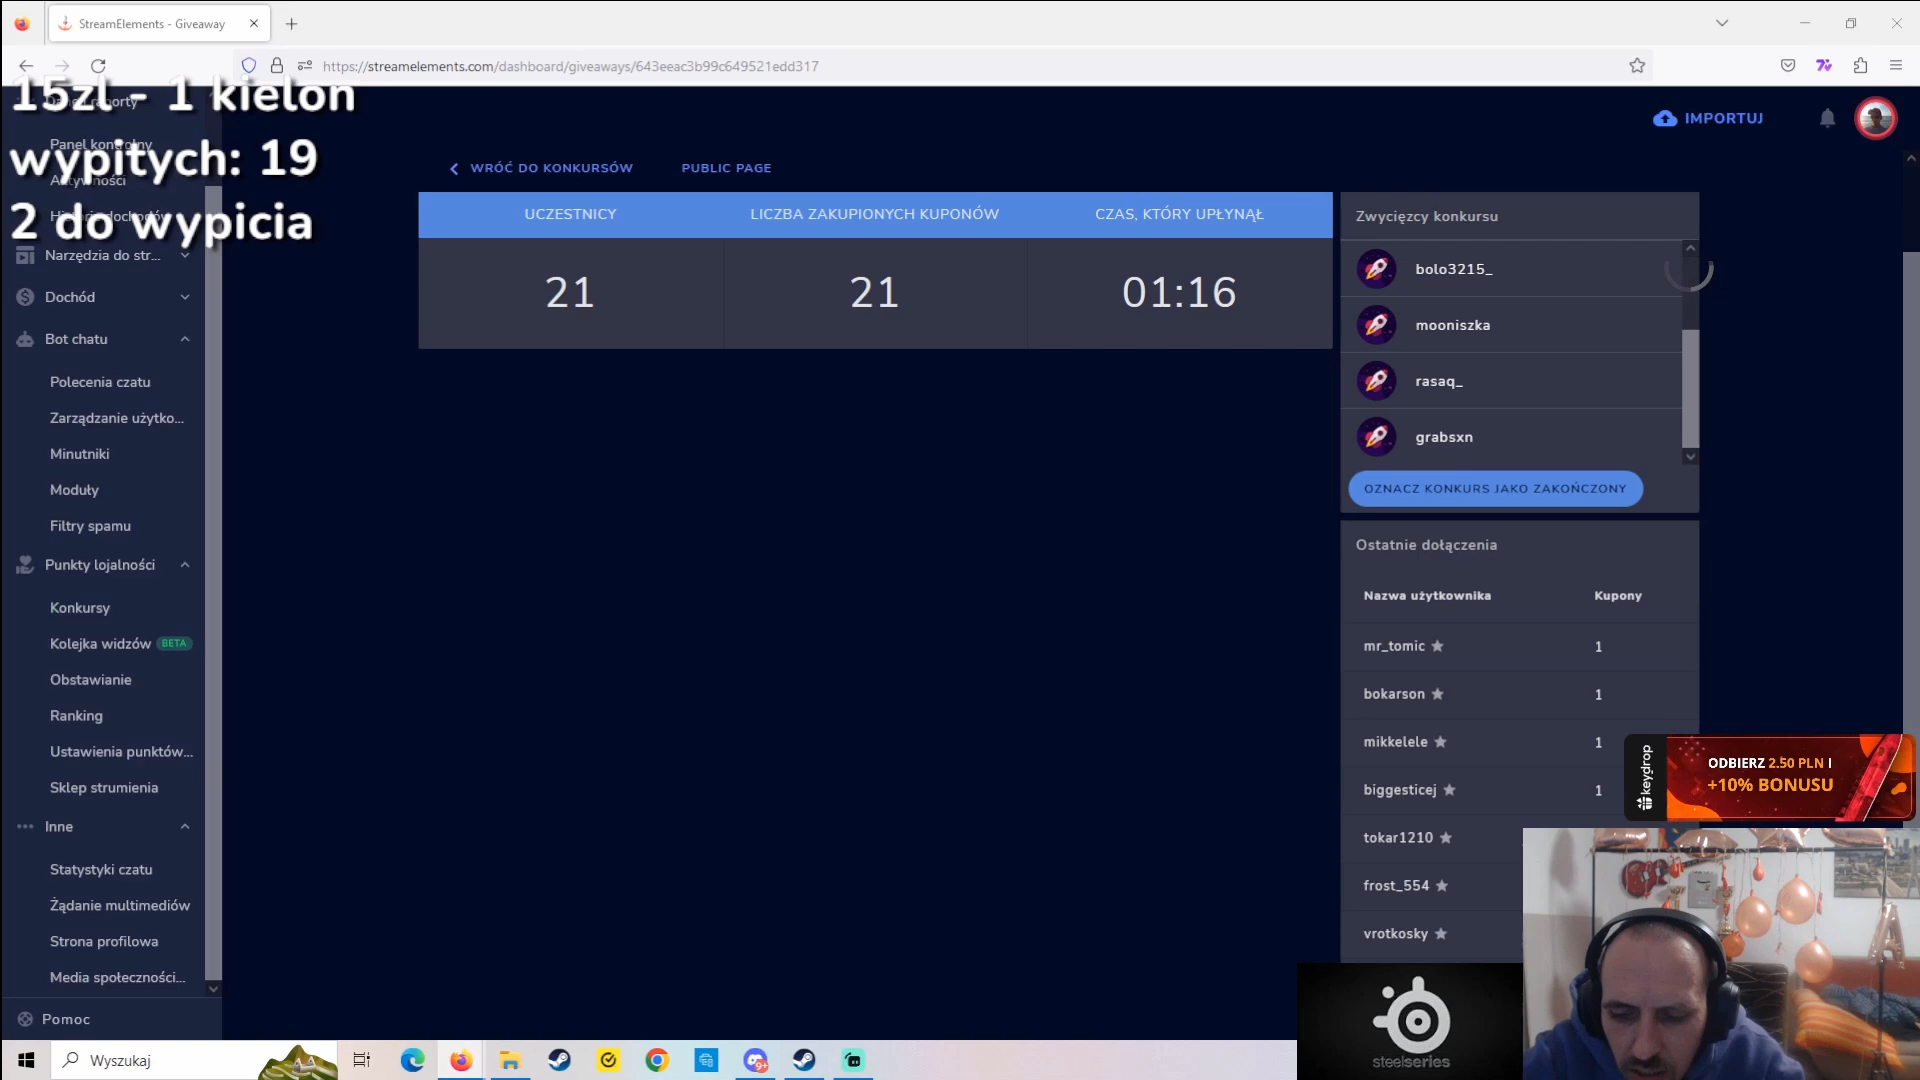 StreamElements - Giveaway
https://streamelements.com/dashboard/giveaways/643eeac3b99c649521edd317
15zl - 1 kielon
wypitych: 19
2 do wypicia
Panel kontrolny
Aktywności
Narzędzia do str...
Dochód
Bot chatu
Polecenia czatu
Zarządzanie użytko...
Minutniki
Moduły
Filtry spamu
Punkty lojalności
Konkursy
Kolejka widzów BETA
Obstawianie
Ranking
Ustawienia punktów...
Sklep strumienia
Inne
Statystyki czatu
Żądanie multimediów
Strona profilowa
Media społeczności...
Pomoc
IMPORTUJ
WRÓĆ DO KONKURSÓW
PUBLIC PAGE
UCZESTNICY
LICZBA ZAKUPIONYCH KUPONÓW
CZAS, KTÓRY UPŁYNĄŁ
21
21
01:16
Zwycięzcy konkursu
bolo3215_
mooniszka
rasaq_
grabsxn
OZNACZ KONKURS JAKO ZAKOŃCZONY
Ostatnie dołączenia
Nazwa użytkownika Kupony
mr_tomic 1
bokarson 1
mikkelele 1
biggesticej 1
tokar1210
frost_554
vrotkosky
keydrop
ODBIERZ 2.50 PLN I
+10% BONUSU
steelseries
Wyszukaj
9+